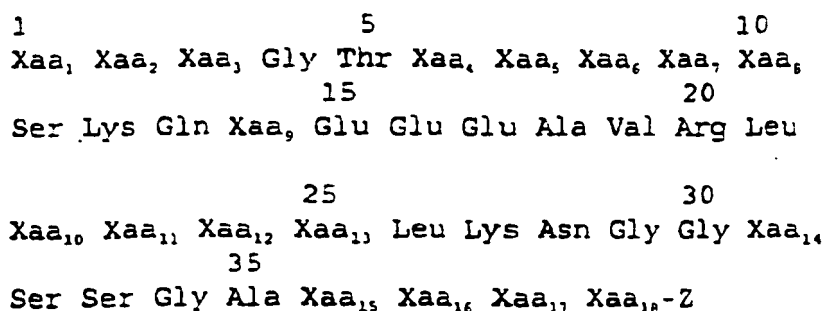 1 5 10
Xaa₁ Xaa₂ Xaa₃ Gly Thr Xaa₄ Xaa₅ Xaa₆ Xaa₇ Xaa₈
15 20
Ser Lys Gln Xaa₉ Glu Glu Glu Ala Val Arg Leu
25 30
Xaa₁₀ Xaa₁₁ Xaa₁₂ Xaa₁₃ Leu Lys Asn Gly Gly Xaa₁₄
35
Ser Ser Gly Ala Xaa₁₅ Xaa₁₆ Xaa₁₇ Xaa₁₈-Z